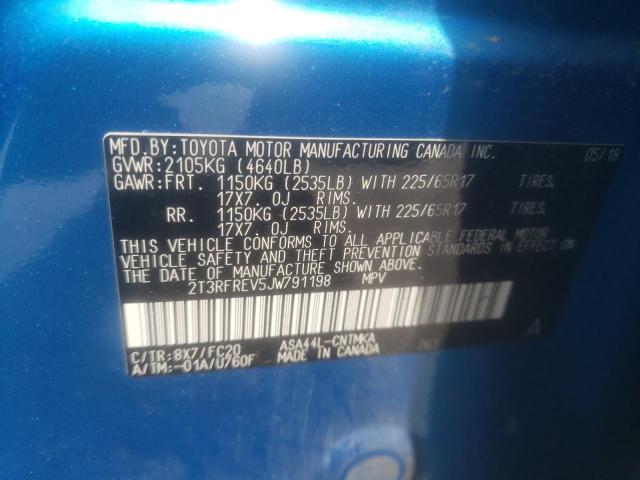 MFD.BY:TOYOTA MOTOR MANUFACTURING CANADA INC. 05/18
GVWR:2105KG (4640LB)
GAWR:FRT. 1150KG (2535LB) WITH 225/65R17 TIRES.
17X7. 0J RIMS.
RR. 1150KG (2535LB) WITH 225/65R17 TIRES.
17X7. 0J RIMS.
THIS VEHICLE CONFORMS TO ALL APPLICABLE FEDERAL MOTOR
VEHICLE SAFETY AND THEFT PREVENTION STANDARDS IN EFFECT ON
THE DATE OF MANUFACTURE SHOWN ABOVE.
2T3RFREV5JW791198 MPV
C/TR:8X7/FC20 ASA44L-CNTMKA
A/TM:-01A/U760F MADE IN CANADA
A